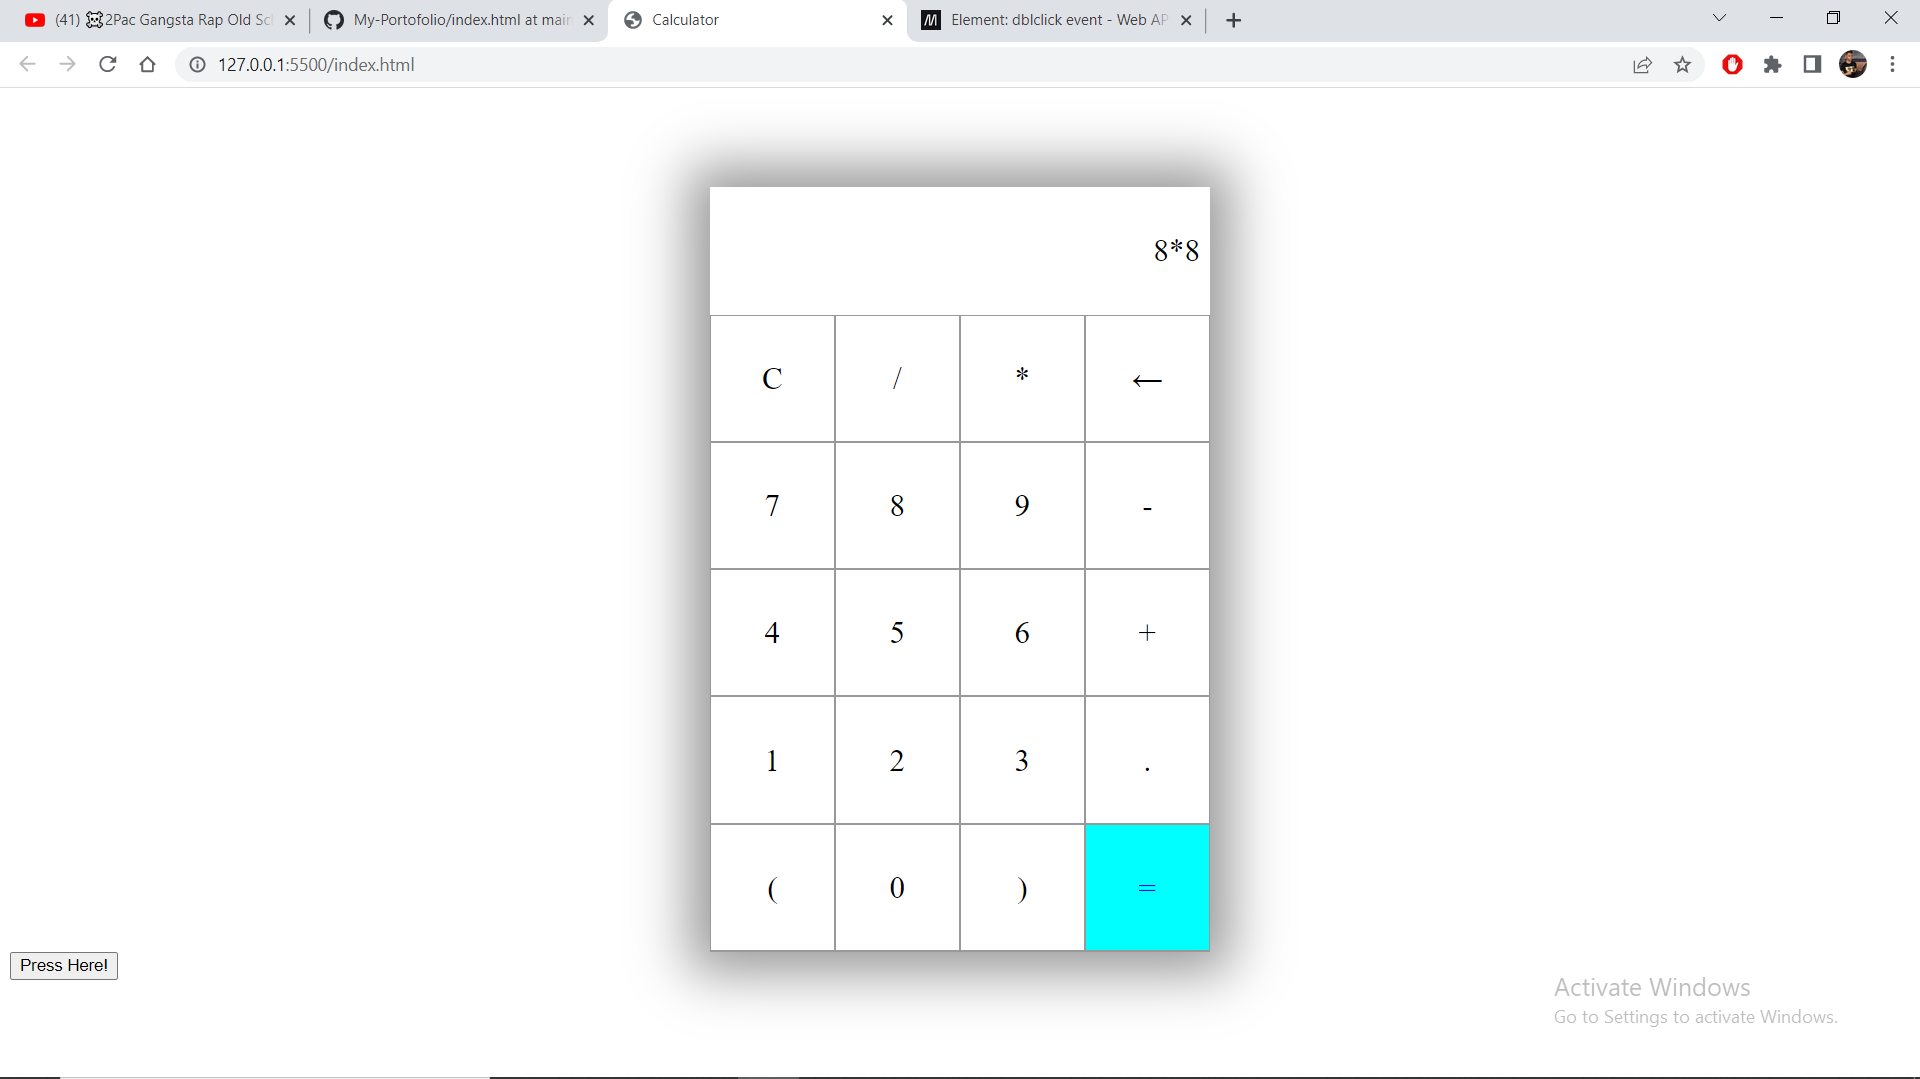 (41) ☠2Pac Gangsta Rap Old Sc
My-Portofolio/index.html at main
Calculator
Element: dblclick event - Web AP
127.0.0.1:5500/index.html
8*8
C / * ←
7 8 9 -
4 5 6 +
1 2 3 .
( 0 ) =
Press Here!
Activate Windows
Go to Settings to activate Windows.